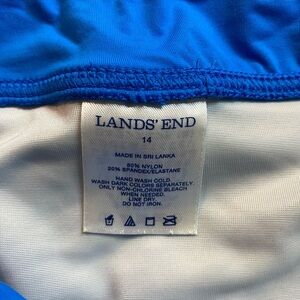 LANDS' END
14
MADE IN SRI LANKA
80% NYLON
20% SPANDEX/ELASTANE
HAND WASH COLD.
WASH DARK COLORS SEPARATELY.
ONLY NON-CHLORINE BLEACH
WHEN NEEDED.
LINE DRY.
DO NOT IRON.